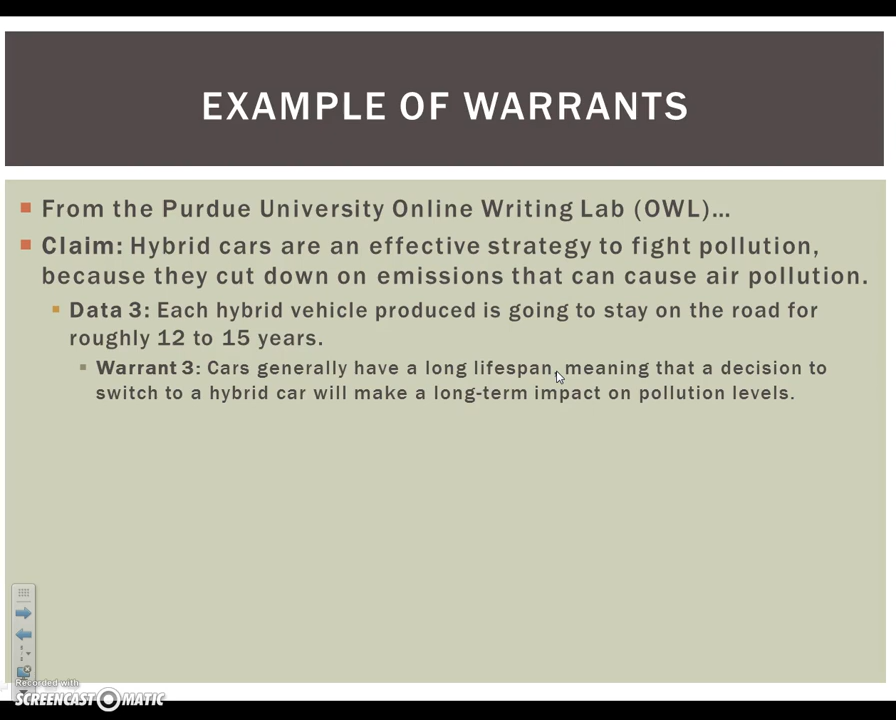 EXAMPLE OF WARRANTS
From the Purdue University Online Writing Lab (OWL)...
Claim: Hybrid cars are an effective strategy to fight pollution,
because they cut down on emissions that can cause air pollution.
Data 3: Each hybrid vehicle produced is going to stay on the road for
roughly 12 to 15 years.
Warrant 3: Cars generally have a long lifespan, meaning that a decision to
switch to a hybrid car will make a long-term impact on pollution levels.
Recorded with
SCREENCAST MATIC